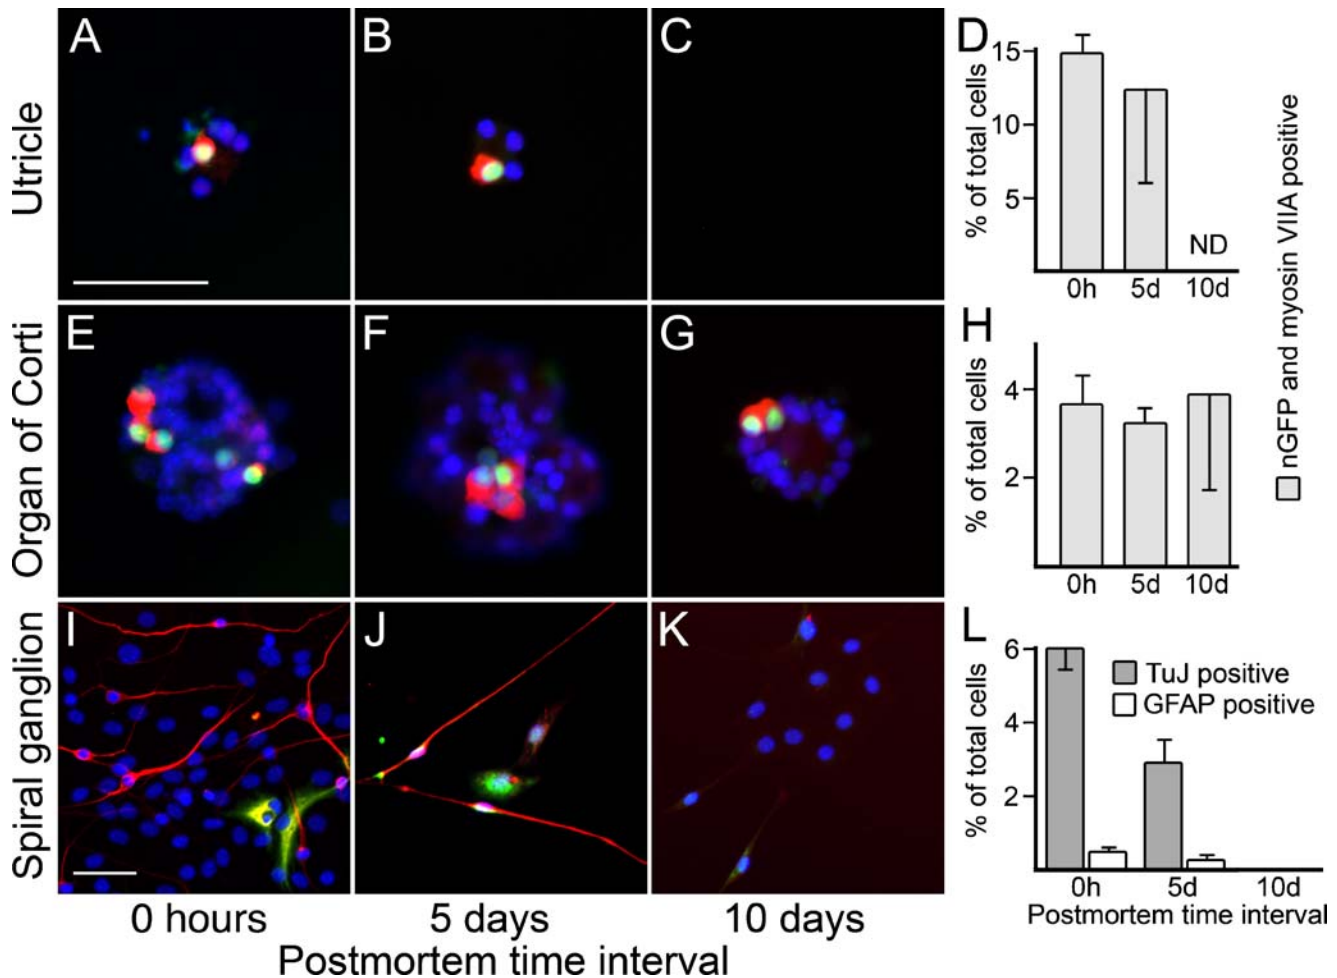 A
B
C
D
Utricle
% of total cells
15
10
5
ND
0h 5d 10d
nGFP and myosin VIIA positive
E
F
G
H
Organ of Corti
% of total cells
4
2
0h 5d 10d
I
J
K
L
Spiral ganglion
% of total cells
6
4
2
TuJ positive
GFAP positive
0h 5d 10d
Postmortem time interval
0 hours 5 days 10 days
Postmortem time interval